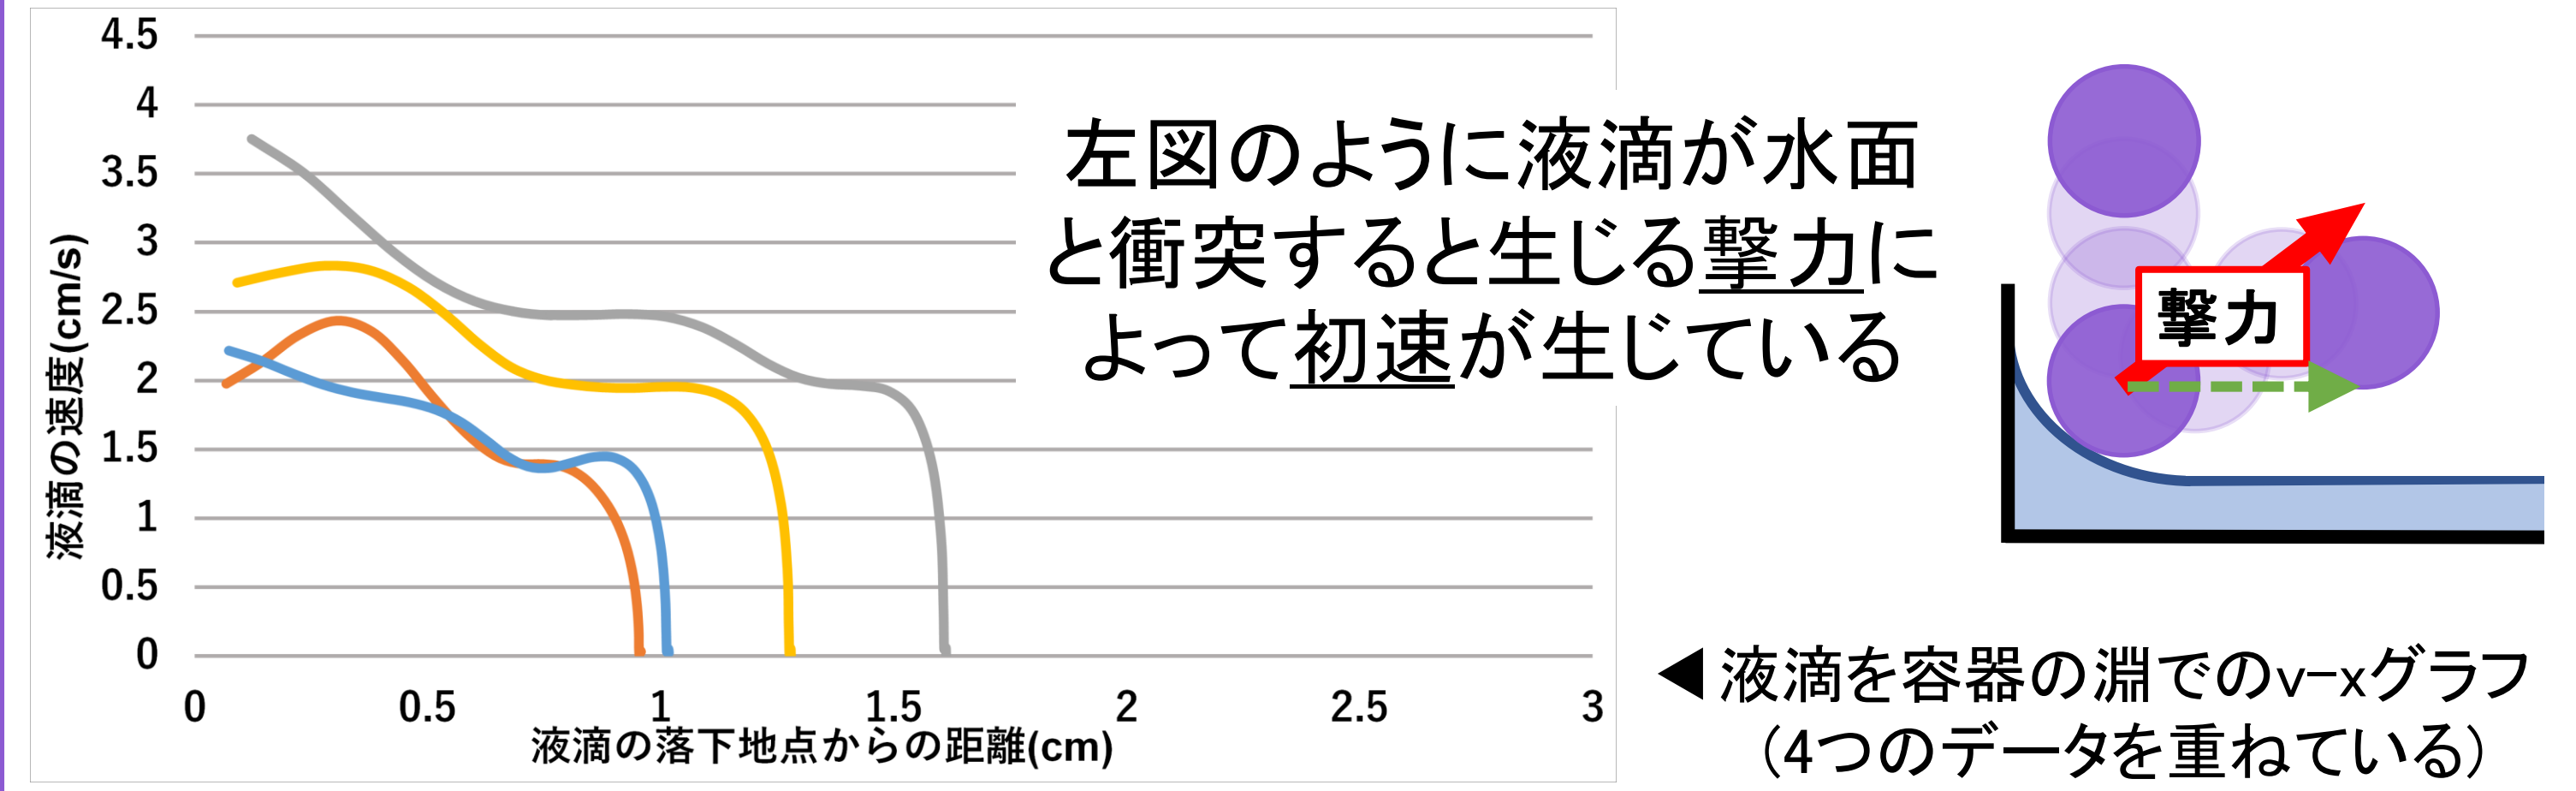 4.5
4
3.5
3
2.5
2
1.5
1
0.5
0
液滴の速度(cm/s)
0 0.5 1 1.5 2 2.5 3
液滴の落下地点からの距離(cm)
左図のように液滴が水面
と衝突すると生じる撃力に
よって初速が生じている
撃力
◀液滴を容器の淵でのv-xグラフ
（4つのデータを重ねている）